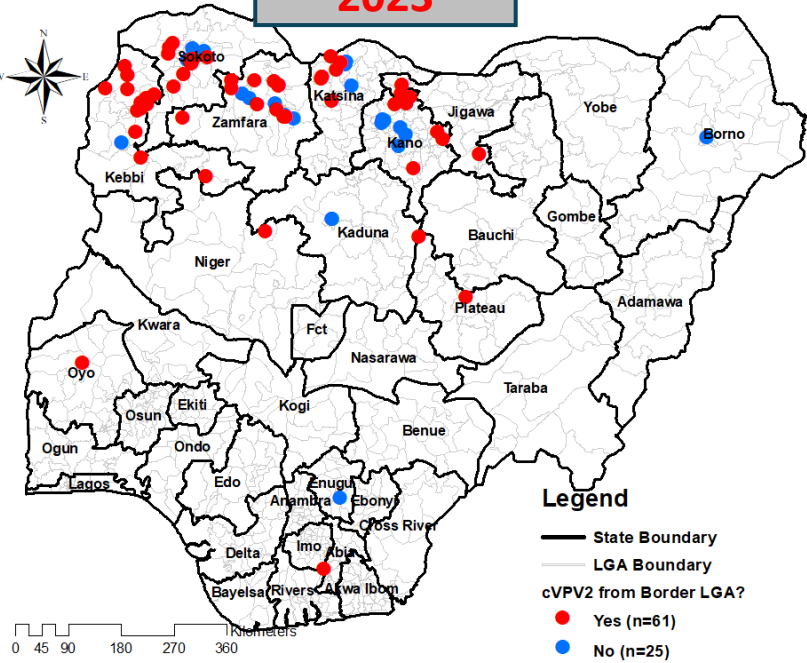 2023
N
W
E
S
Sokoto
Katsina
Jigawa
Yobe
Borno
Zamfara
Kano
Kebbi
Gombe
Kaduna
Bauchi
Niger
Adamawa
Plateau
Kwara
Fct
Nasarawa
Oyo
Taraba
Osun
Ekiti
Kogi
Benue
Ogun
Ondo
Lagos
Edo
Enugu
Anambra
Ebonyi
Cross River
Delta
Imo
Abia
Bayelsa
Rivers
Akwa Ibom
Legend
State Boundary
LGA Boundary
cVPV2 from Border LGA?
Yes (n=61)
No (n=25)
Kilometers
0 45 90 180 270 360